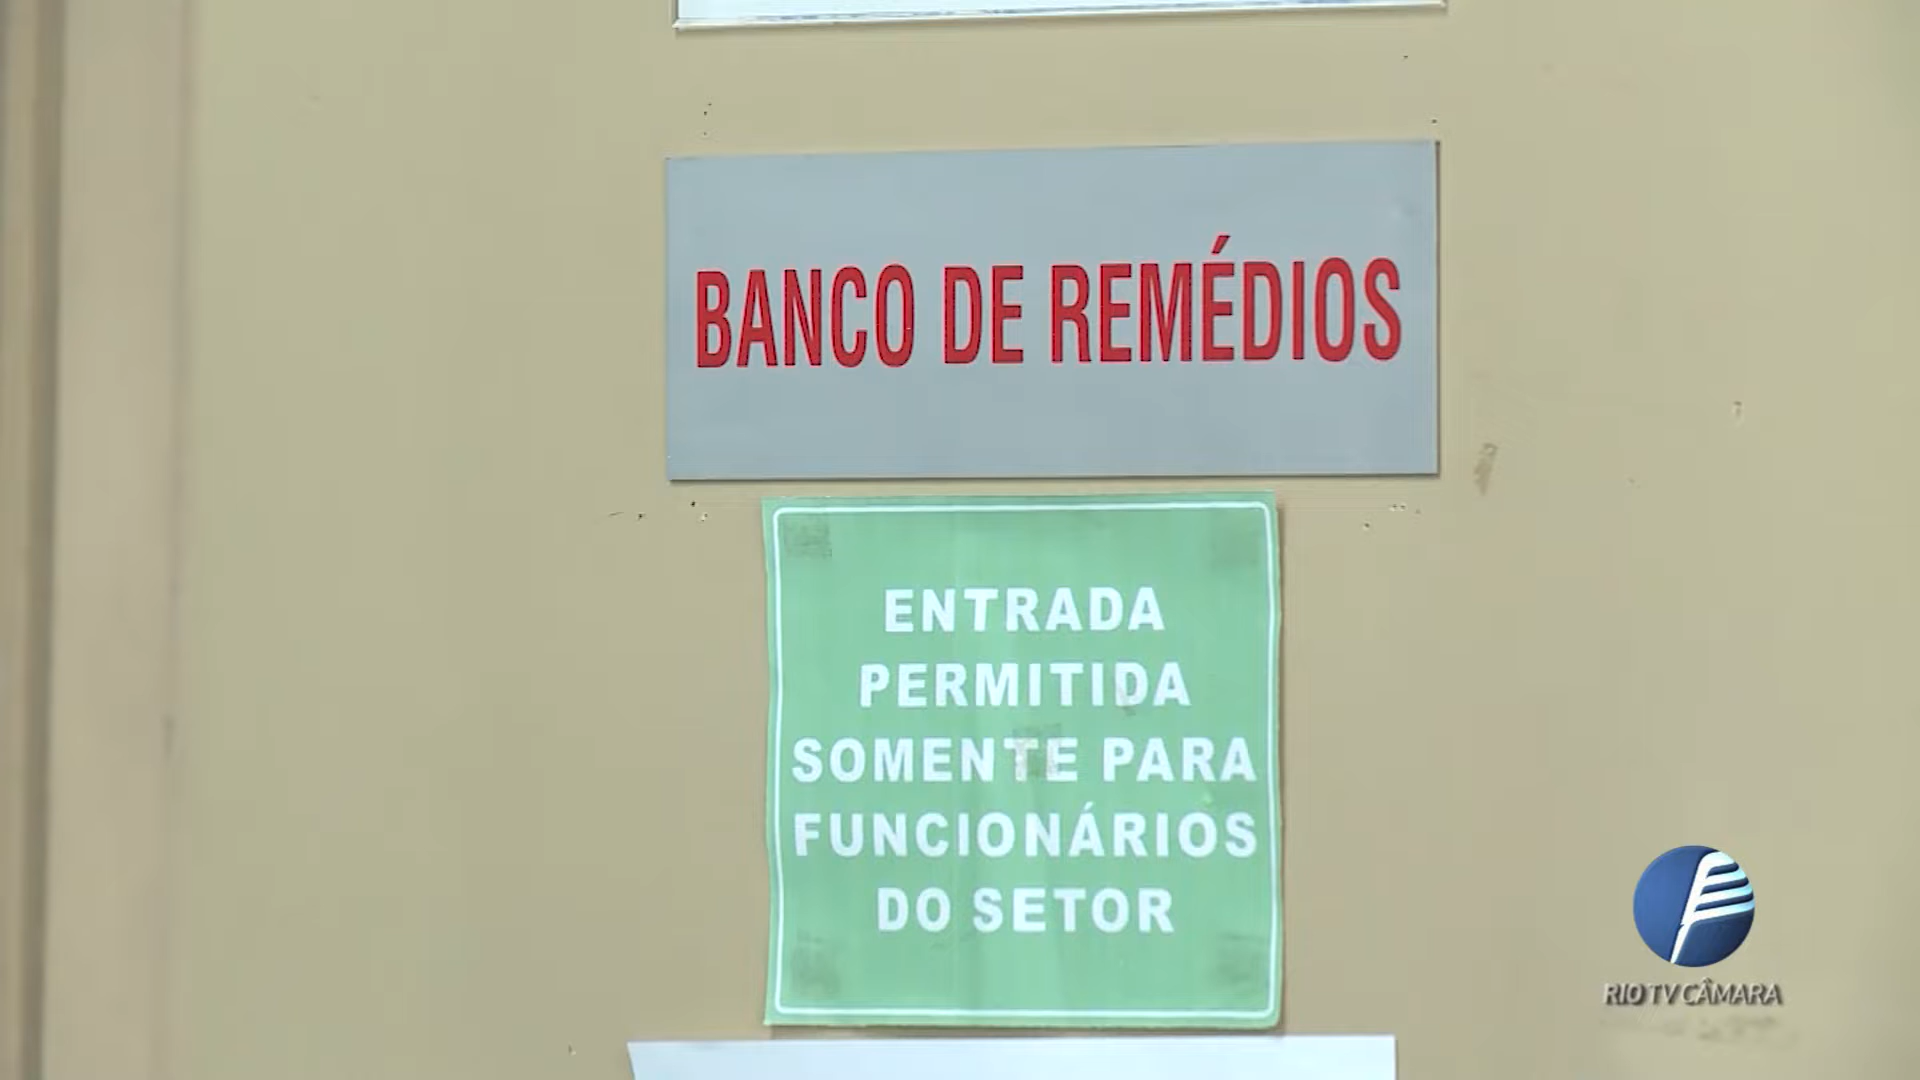 BANCO DE REMÉDIOS
ENTRADA
PERMITIDA
SOMENTE PARA
FUNCIONÁRIOS
DO SETOR
RIO TV CÂMARA